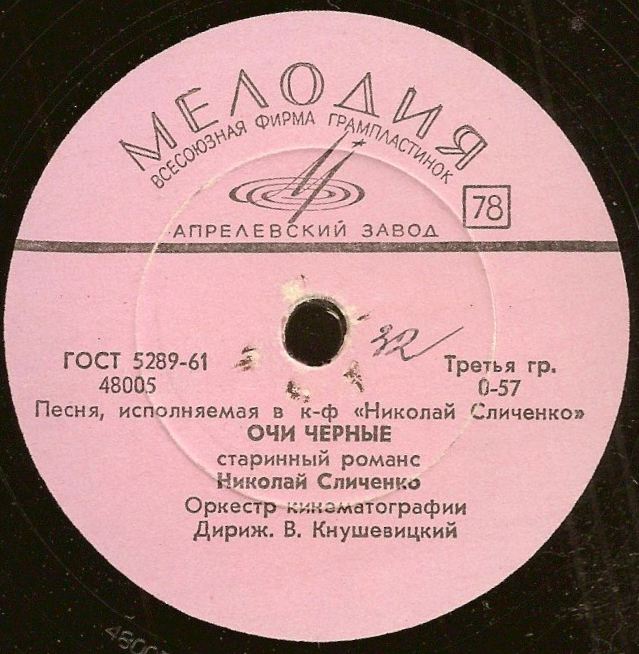 МЕЛОДИЯ
ВСЕСОЮЗНАЯ ФИРМА ГРАМПЛАСТИНОК
78
АПРЕЛЕВСКИЙ ЗАВОД
ГОСТ 5289-61
48005
Третья гр.
0-57
Песня, исполняемая в к-ф «Николай Сличенко»
ОЧИ ЧЕРНЫЕ
старинный романс
Николай Сличенко
Оркестр кинематографии
Дириж. В. Кнушевицкий